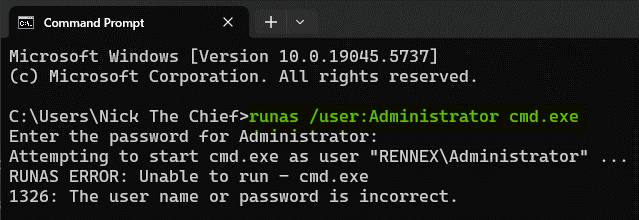 Command Prompt
Microsoft Windows [Version 10.0.19045.5737]
(c) Microsoft Corporation. All rights reserved.
C:\Users\Nick The Chief>runas /user:Administrator cmd.exe
Enter the password for Administrator:
Attempting to start cmd.exe as user "RENNEX\Administrator" ...
RUNAS ERROR: Unable to run - cmd.exe
1326: The user name or password is incorrect.